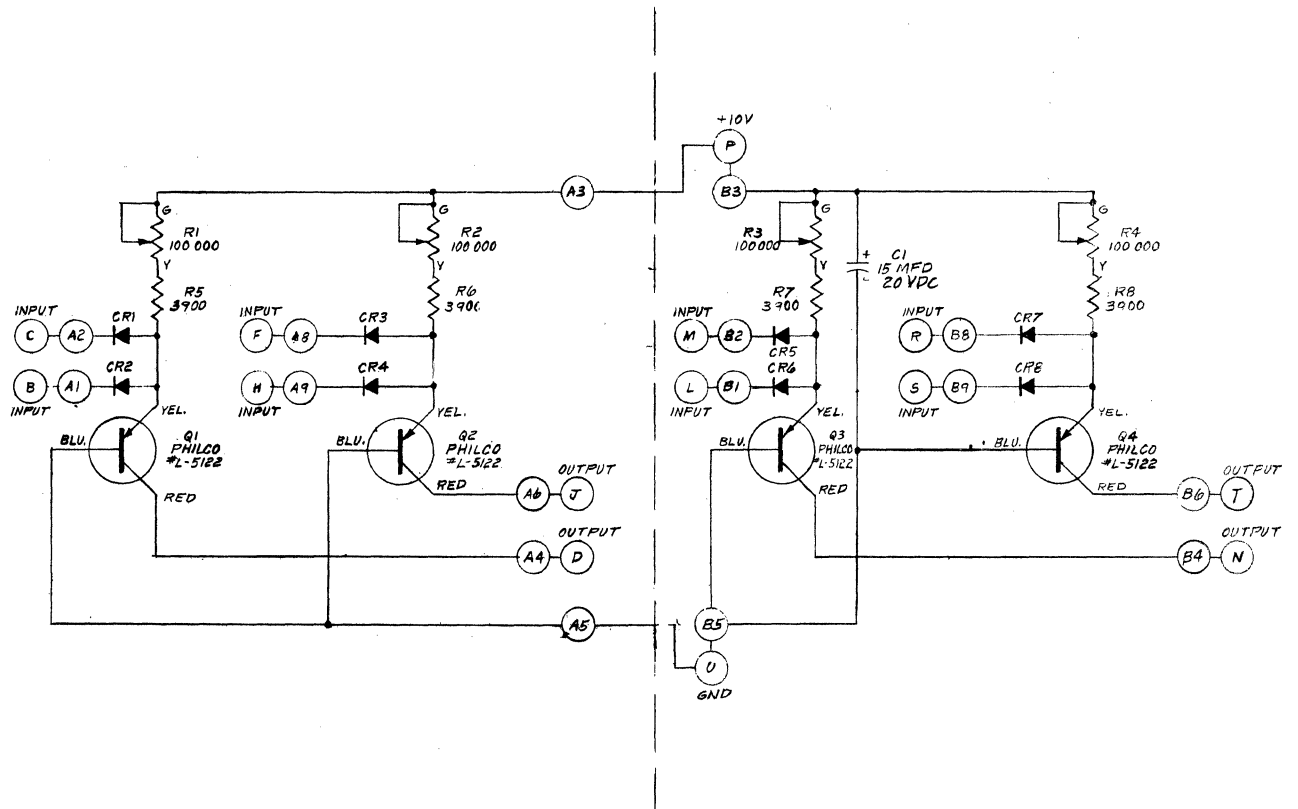 +10V
P
A3
B3
G
R1
100 000
Y
R5
3900
G
R2
100 000
Y
R6
3900
G
R3
100 000
Y
R7
3900
+
C1
15 MFD
20 VDC
G
R4
100 000
Y
R8
3900
INPUT
C
A2
CR1
B
A1
CR2
INPUT
INPUT
F
A8
CR3
H
A9
CR4
INPUT
INPUT
M
B2
CR5
L
B1
CR6
INPUT
INPUT
R
B8
CR7
S
B9
CR8
INPUT
YEL.
BLU.
Q1
PHILCO
#L-5122
RED
YEL.
Q2
PHILCO
#L-5122
RED
YEL.
BLU.
Q3
PHILCO
#L-5122
RED
YEL.
BLU.
Q4
PHILCO
#L-5122
RED
OUTPUT
A6
J
OUTPUT
A4
D
OUTPUT
B6
T
OUTPUT
B4
N
A5
B5
U
GND